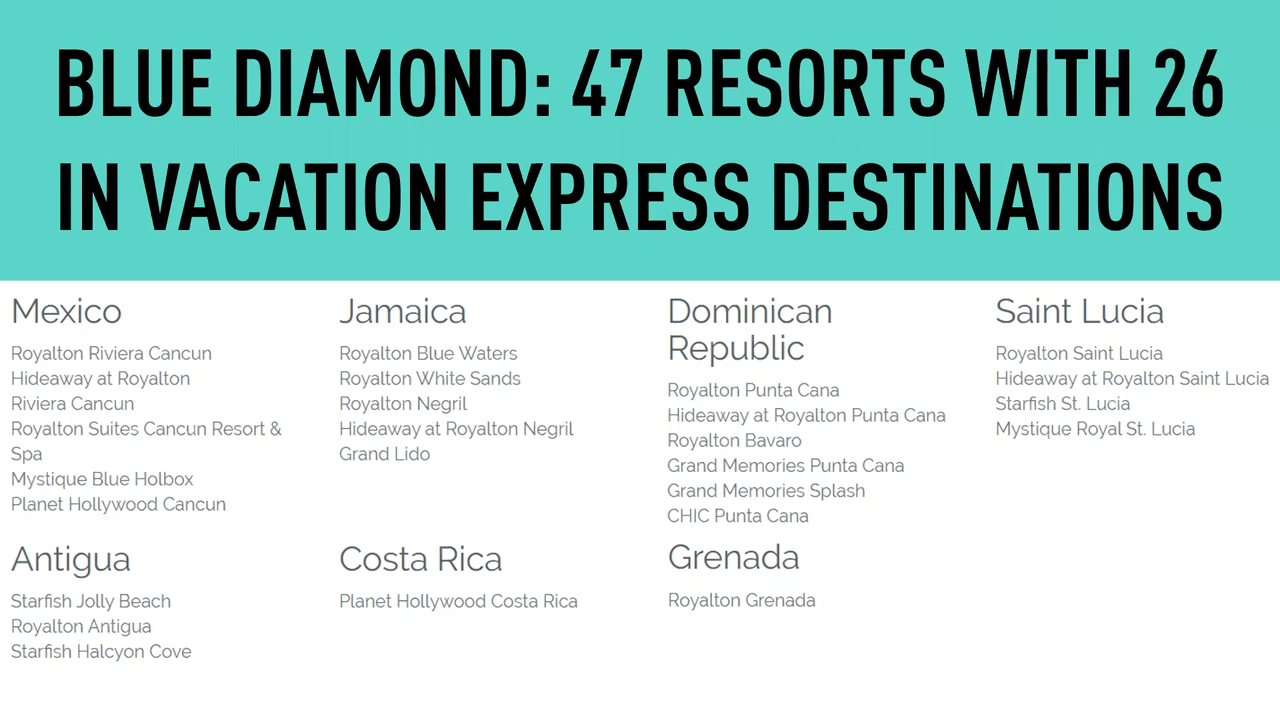 BLUE DIAMOND: 47 RESORTS WITH 26
IN VACATION EXPRESS DESTINATIONS
Mexico
Royalton Riviera Cancun
Hideaway at Royalton
Riviera Cancun
Royalton Suites Cancun Resort &
Spa
Mystique Blue Holbox
Planet Hollywood Cancun
Jamaica
Royalton Blue Waters
Royalton White Sands
Royalton Negril
Hideaway at Royalton Negril
Grand Lido
Dominican
Republic
Royalton Punta Cana
Hideaway at Royalton Punta Cana
Royalton Bavaro
Grand Memories Punta Cana
Grand Memories Splash
CHIC Punta Cana
Saint Lucia
Royalton Saint Lucia
Hideaway at Royalton Saint Lucia
Starfish St. Lucia
Mystique Royal St. Lucia
Antigua
Starfish Jolly Beach
Royalton Antigua
Starfish Halcyon Cove
Costa Rica
Planet Hollywood Costa Rica
Grenada
Royalton Grenada